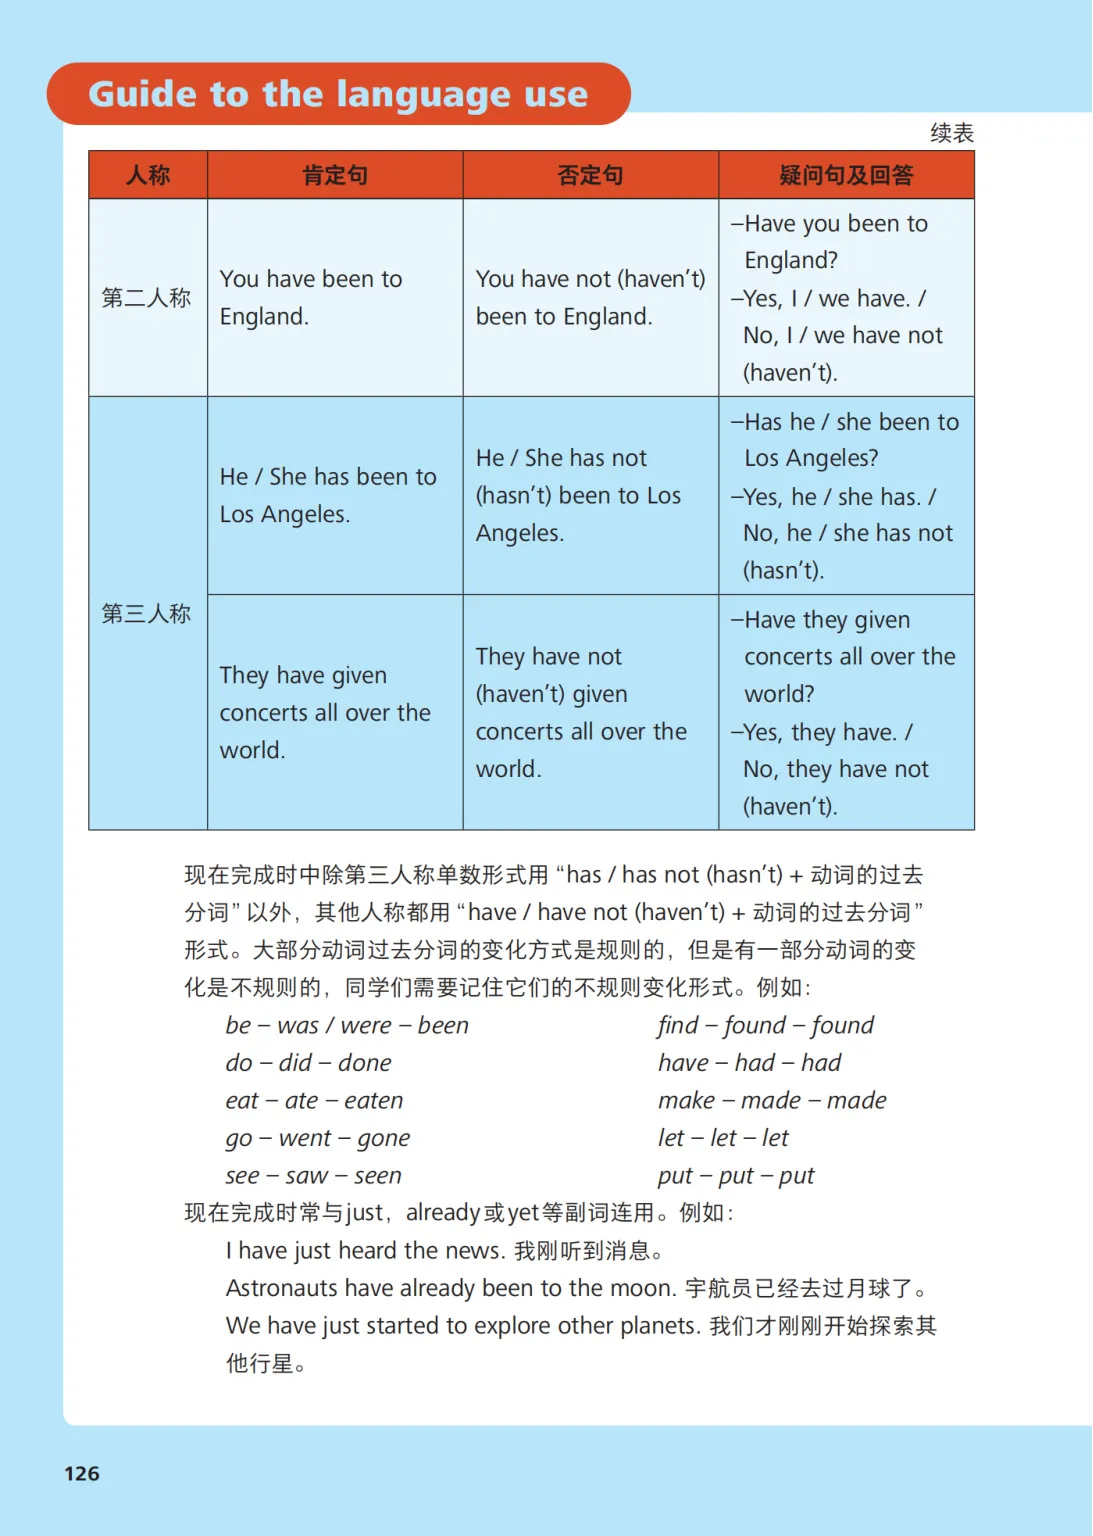 Guide to the language use
续表
人称 肯定句 否定句 疑问句及回答
第二人称
You have been to
England.
You have not (haven't)
been to England.
–Have you been to
England?
–Yes, I / we have. /
No, I / we have not
(haven't).
第三人称
He / She has been to
Los Angeles.
He / She has not
(hasn't) been to Los
Angeles.
–Has he / she been to
Los Angeles?
–Yes, he / she has. /
No, he / she has not
(hasn't).
They have given
concerts all over the
world.
They have not
(haven't) given
concerts all over the
world.
–Have they given
concerts all over the
world?
–Yes, they have. /
No, they have not
(haven't).
现在完成时中除第三人称单数形式用 “has / has not (hasn't) + 动词的过去
分词” 以外，其他人称都用 “have / have not (haven't) + 动词的过去分词”
形式。大部分动词过去分词的变化方式是规则的，但是有一部分动词的变
化是不规则的，同学们需要记住它们的不规则变化形式。例如：
be – was / were – been find – found – found
do – did – done have – had – had
eat – ate – eaten make – made – made
go – went – gone let – let – let
see – saw – seen put – put – put
现在完成时常与just，already或yet等副词连用。例如：
I have just heard the news. 我刚听到消息。
Astronauts have already been to the moon. 宇航员已经去过月球了。
We have just started to explore other planets. 我们才刚刚开始探索其
他行星。
126